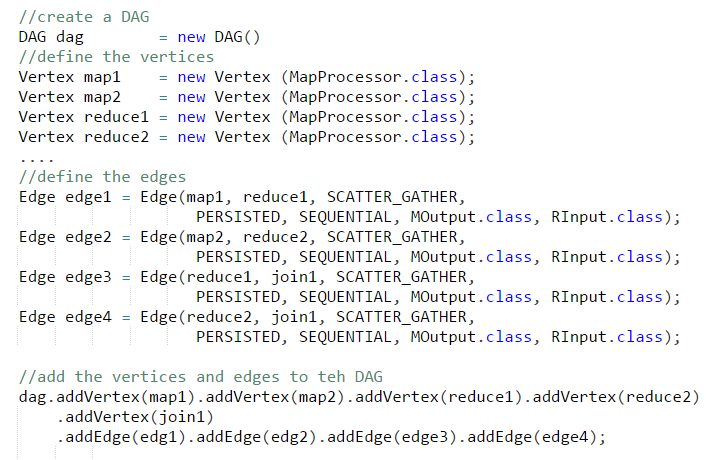 //create a DAG
DAG dag        = new DAG()
//define the vertices
Vertex map1    = new Vertex (MapProcessor.class);
Vertex map2    = new Vertex (MapProcessor.class);
Vertex reduce1 = new Vertex (MapProcessor.class);
Vertex reduce2 = new Vertex (MapProcessor.class);
....
//define the edges
Edge edge1 = Edge(map1, reduce1, SCATTER_GATHER,
                   PERSISTED, SEQUENTIAL, MOutput.class, RInput.class);
Edge edge2 = Edge(map2, reduce2, SCATTER_GATHER,
                   PERSISTED, SEQUENTIAL, MOutput.class, RInput.class);
Edge edge3 = Edge(reduce1, join1, SCATTER_GATHER,
                   PERSISTED, SEQUENTIAL, MOutput.class, RInput.class);
Edge edge4 = Edge(reduce2, join1, SCATTER_GATHER,
                   PERSISTED, SEQUENTIAL, MOutput.class, RInput.class);

//add the vertices and edges to teh DAG
dag.addVertex(map1).addVertex(map2).addVertex(reduce1).addVertex(reduce2)
    .addVertex(join1)
    .addEdge(edg1).addEdge(edg2).addEdge(edge3).addEdge(edge4);